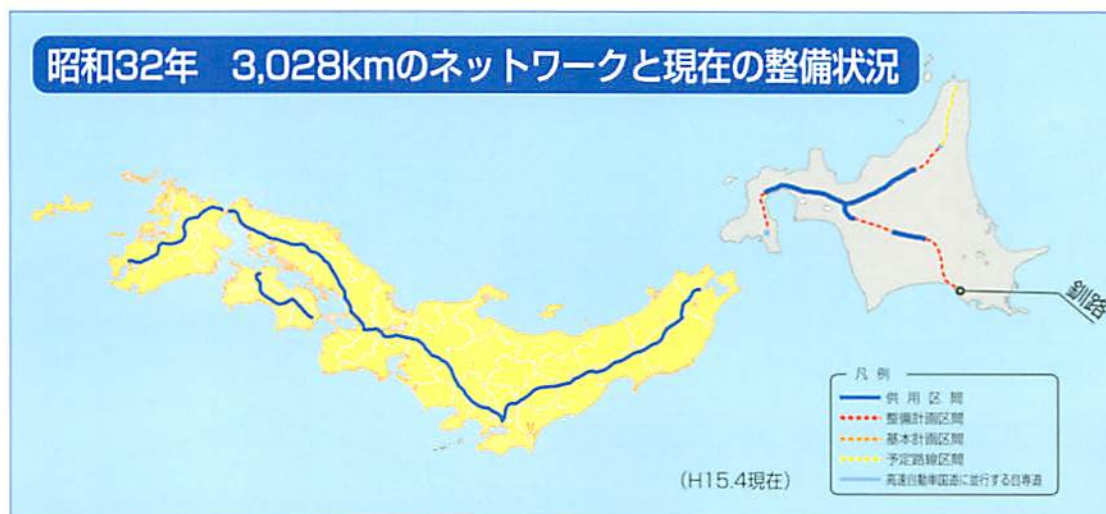 昭和32年 3,028kmのネットワークと現在の整備状況
釧路
凡例
供用区間
整備計画区間
基本計画区間
予定路線区間
高速自動車国道に並行する自専道
(H15.4現在)